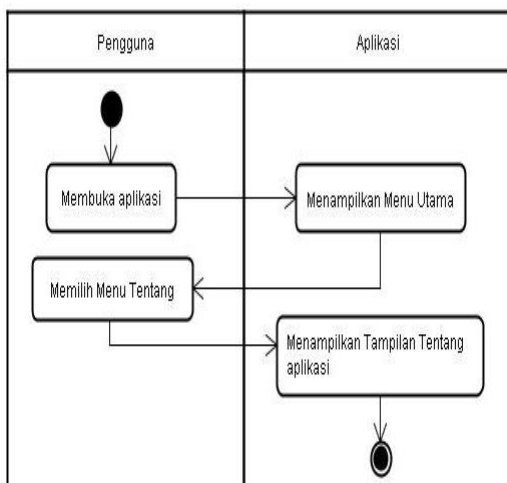 Pengguna
Aplikasi
Membuka aplikasi
Menampilkan Menu Utama
Memilih Menu Tentang
Menampilkan Tampilan Tentang
aplikasi